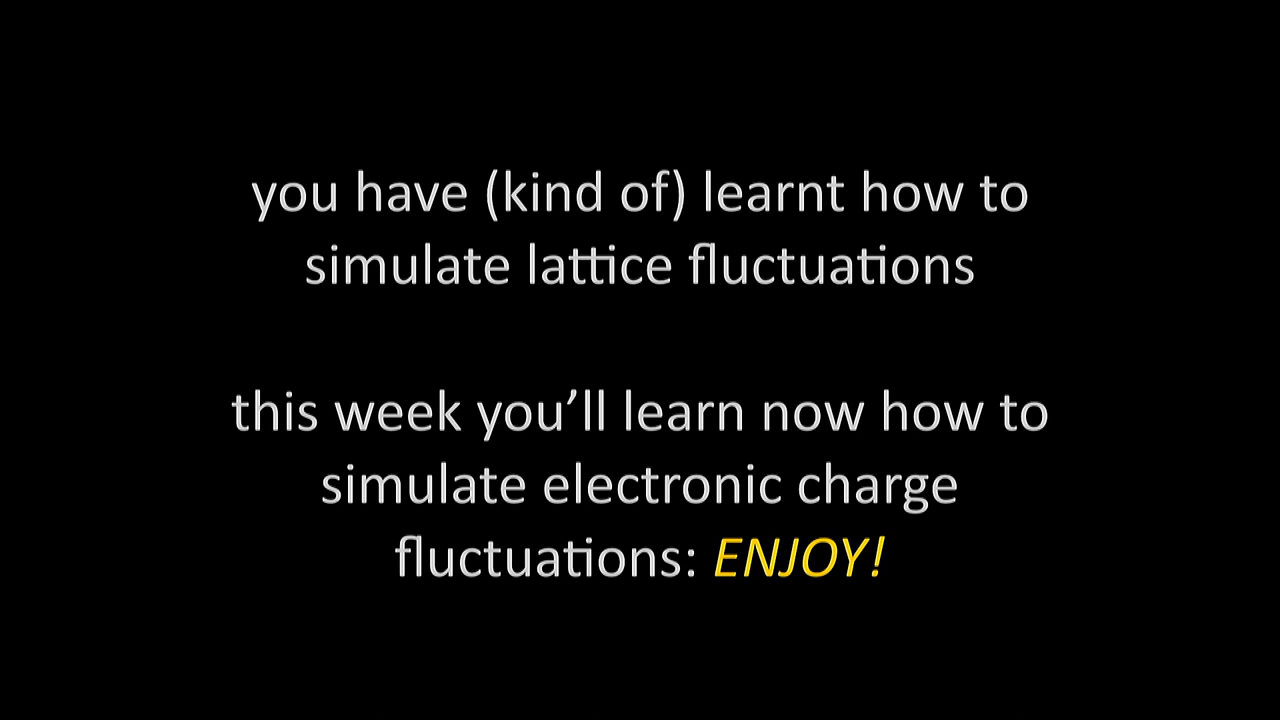 you have (kind of) learnt how to
simulate lattice fluctuations
this week you’ll learn now how to
simulate electronic charge
fluctuations: ENJOY!